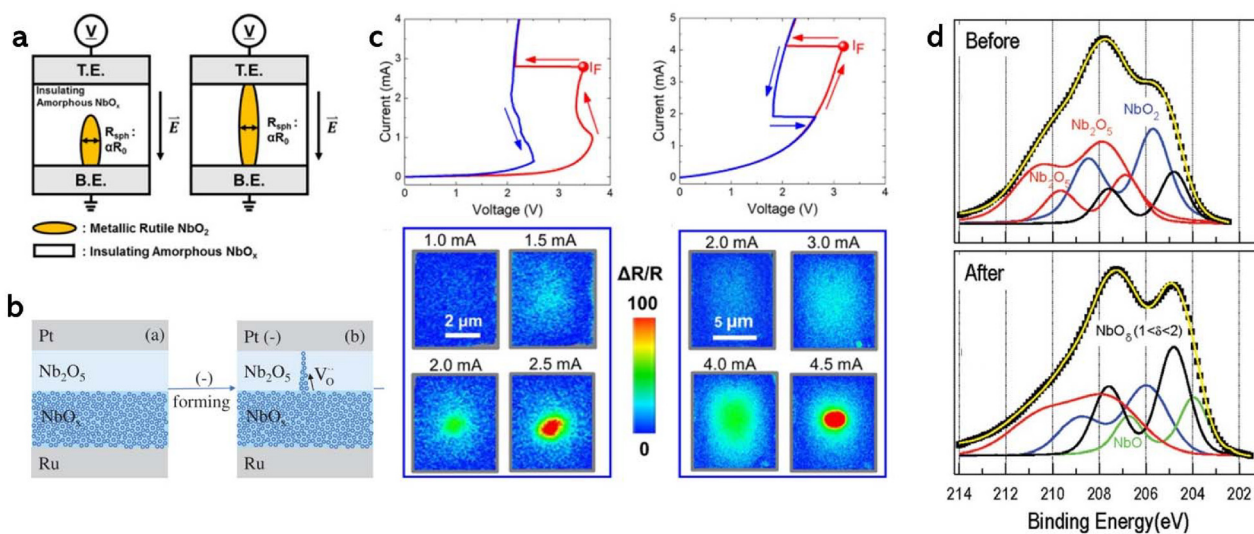 a
V
T.E.
Insulating
Amorphous NbOx
Rsph :
αR0
B.E.
E
V
T.E.
Rsph :
αR0
B.E.
E
: Metallic Rutile NbO2
: Insulating Amorphous NbOx
b
Pt (a)
Nb2O5
NbOx
Ru
(-)
forming
Pt (-) (b)
Nb2O5 VO¨
NbOx
Ru
c
Current (mA)
4
3
2
1
0
0 1 2 3 4
Voltage (V)
IF
Current (mA)
5
4
3
2
1
0
0 1 2 3 4
Voltage (V)
IF
1.0 mA 1.5 mA
2 µm
2.0 mA 2.5 mA
ΔR/R
100
0
2.0 mA 3.0 mA
5 µm
4.0 mA 4.5 mA
d
Before
Nb2O5
NbO2
Nb2O5
After
NbOδ (1<δ<2)
NbO
214 212 210 208 206 204 202
Binding Energy(eV)